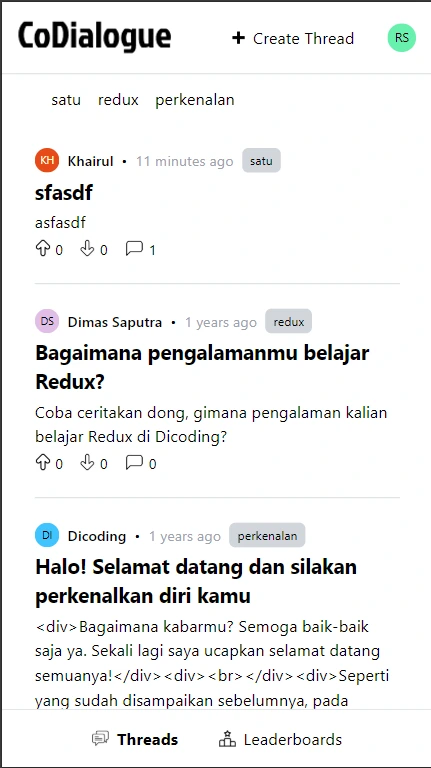 CoDialogue
Create Thread
RS
satu redux perkenalan
KH Khairul • 11 minutes ago satu
sfasdf
asfasdf
0 0 1
DS Dimas Saputra • 1 years ago redux
Bagaimana pengalamanmu belajar
Redux?
Coba ceritakan dong, gimana pengalaman kalian
belajar Redux di Dicoding?
0 0 0
DI Dicoding • 1 years ago perkenalan
Halo! Selamat datang dan silakan
perkenalkan diri kamu
<div>Bagaimana kabarmu? Semoga baik-baik
saja ya. Sekali lagi saya ucapkan selamat datang
semuanya!</div><div><br></div><div>Seperti
yang sudah disampaikan sebelumnya, pada
Threads Leaderboards